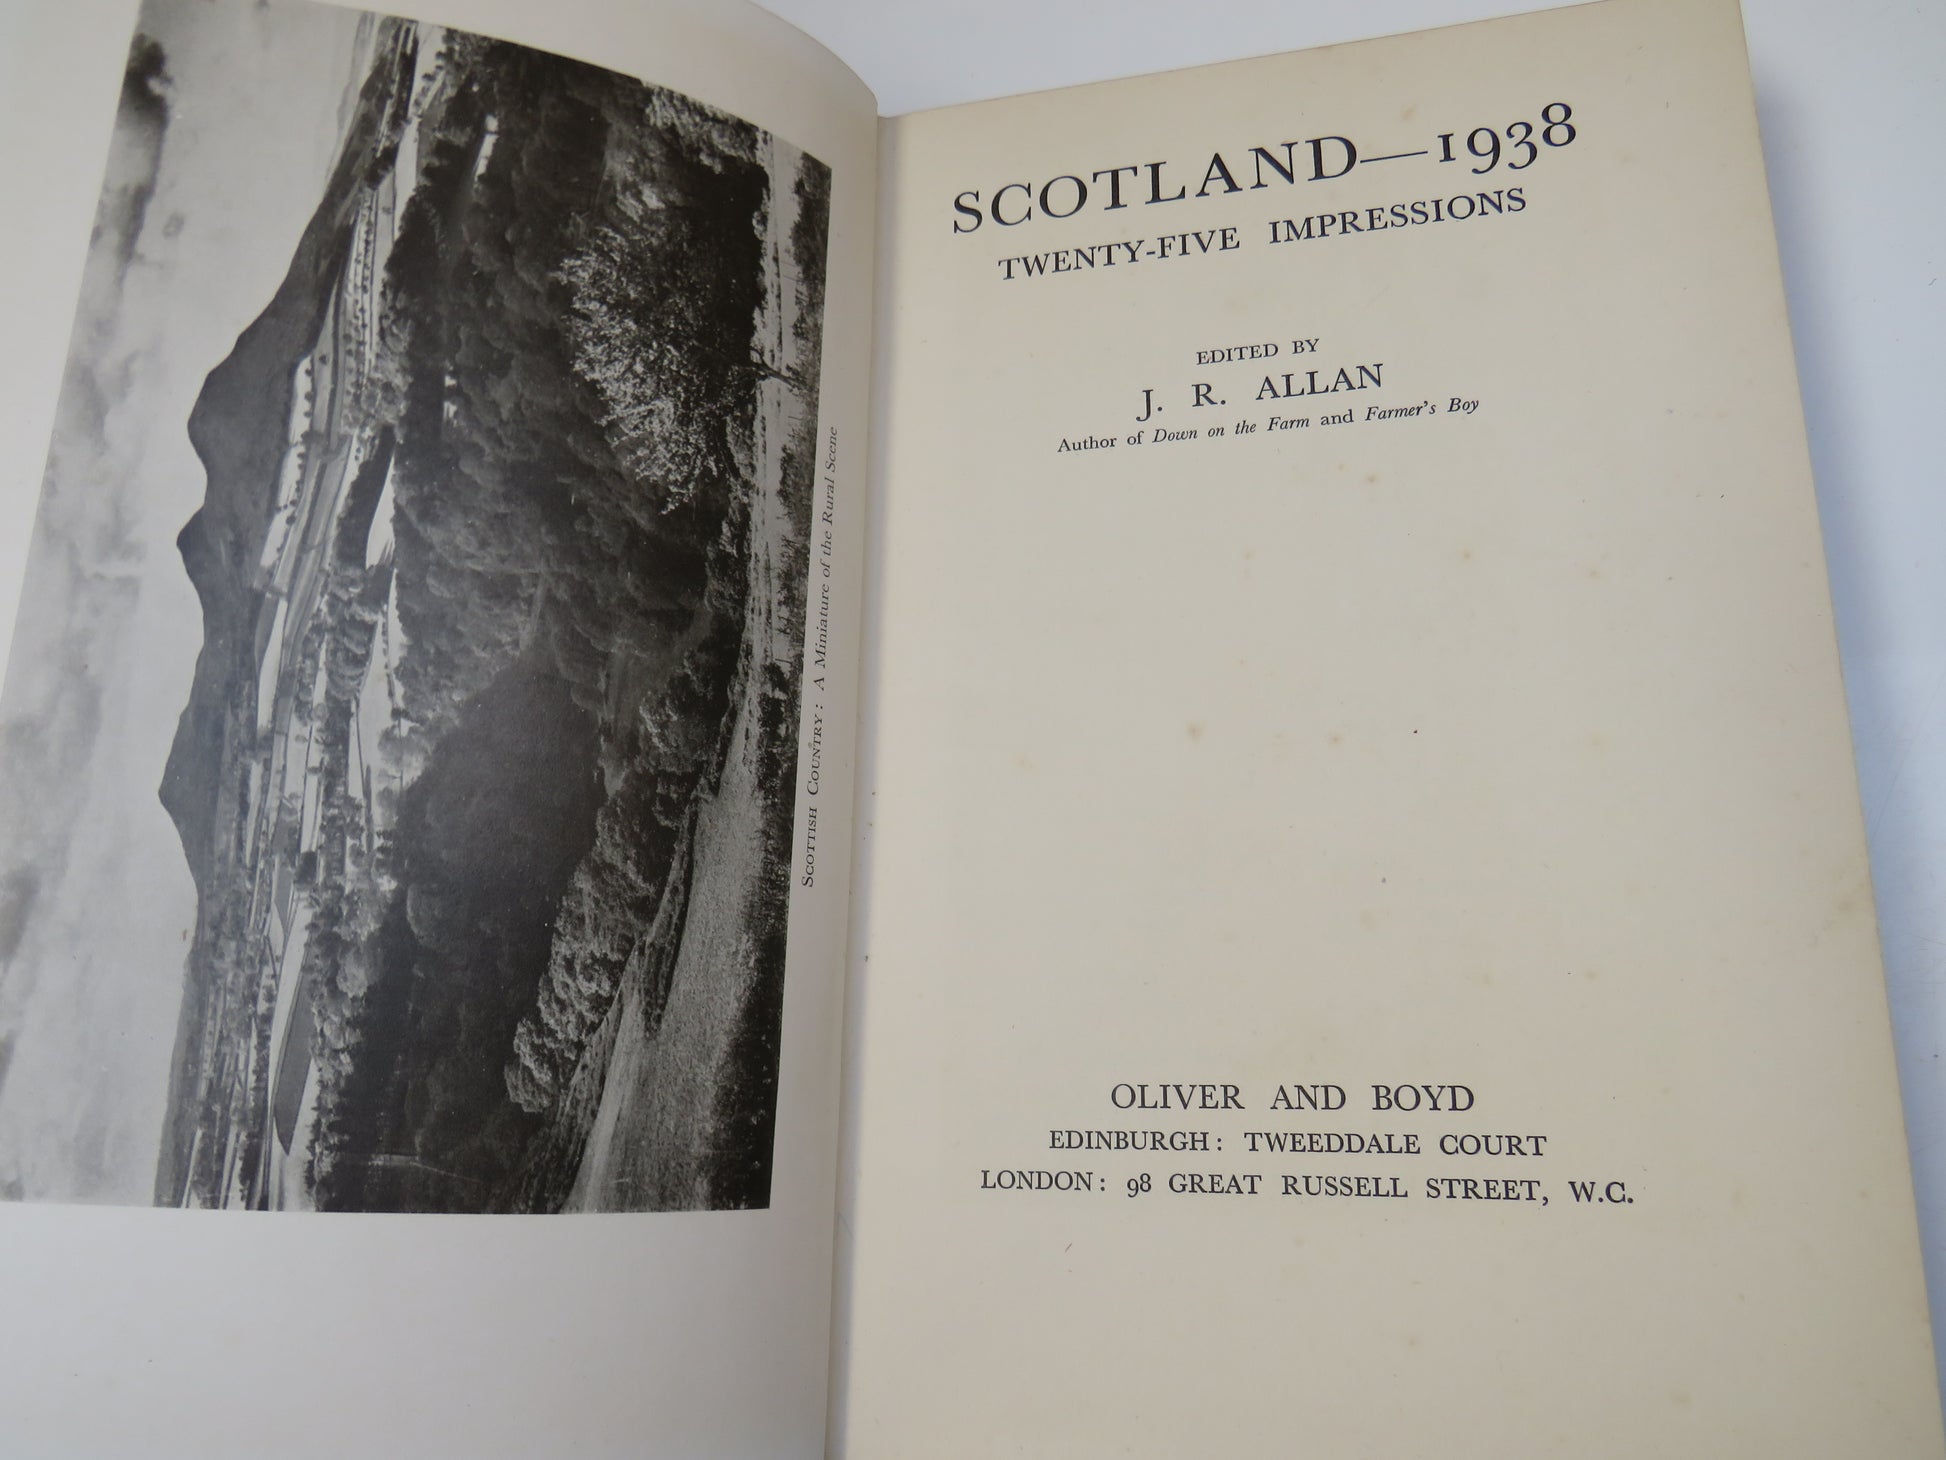 SCOTTISH COUNTRY: A Miniature of the Rural Scene
SCOTLAND—1938
TWENTY-FIVE IMPRESSIONS
EDITED BY
J. R. ALLAN
Author of Down on the Farm and Farmer's Boy
OLIVER AND BOYD
EDINBURGH: TWEEDDALE COURT
LONDON: 98 GREAT RUSSELL STREET, W.C.